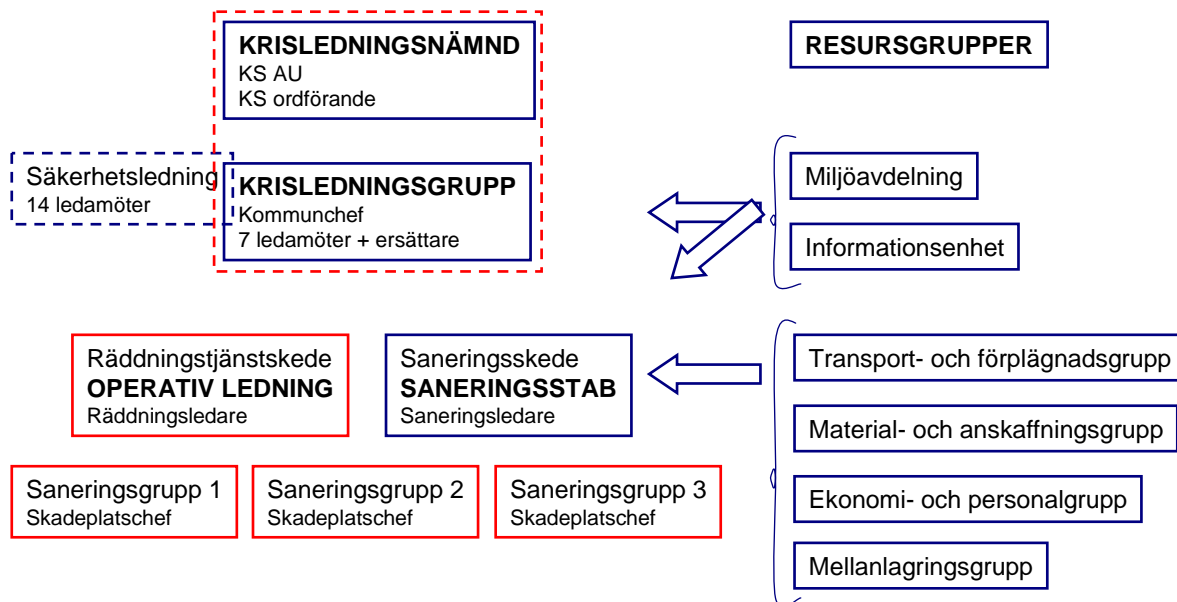 KRISLEDNINGSNÄMND
KS AU
KS ordförande
RESURSGRUPPER
Säkerhetsledning
14 ledamöter
KRISLEDNINGSGRUPP
Kommunchef
7 ledamöter + ersättare
Miljöavdelning
Informationsenhet
Räddningstjänstskede
OPERATIV LEDNING
Räddningsledare
Saneringsskede
SANERINGSSTAB
Saneringsledare
Transport- och förplägnadsgrupp
Material- och anskaffningsgrupp
Saneringsgrupp 1
Skadeplatschef
Saneringsgrupp 2
Skadeplatschef
Saneringsgrupp 3
Skadeplatschef
Ekonomi- och personalgrupp
Mellanlagringsgrupp